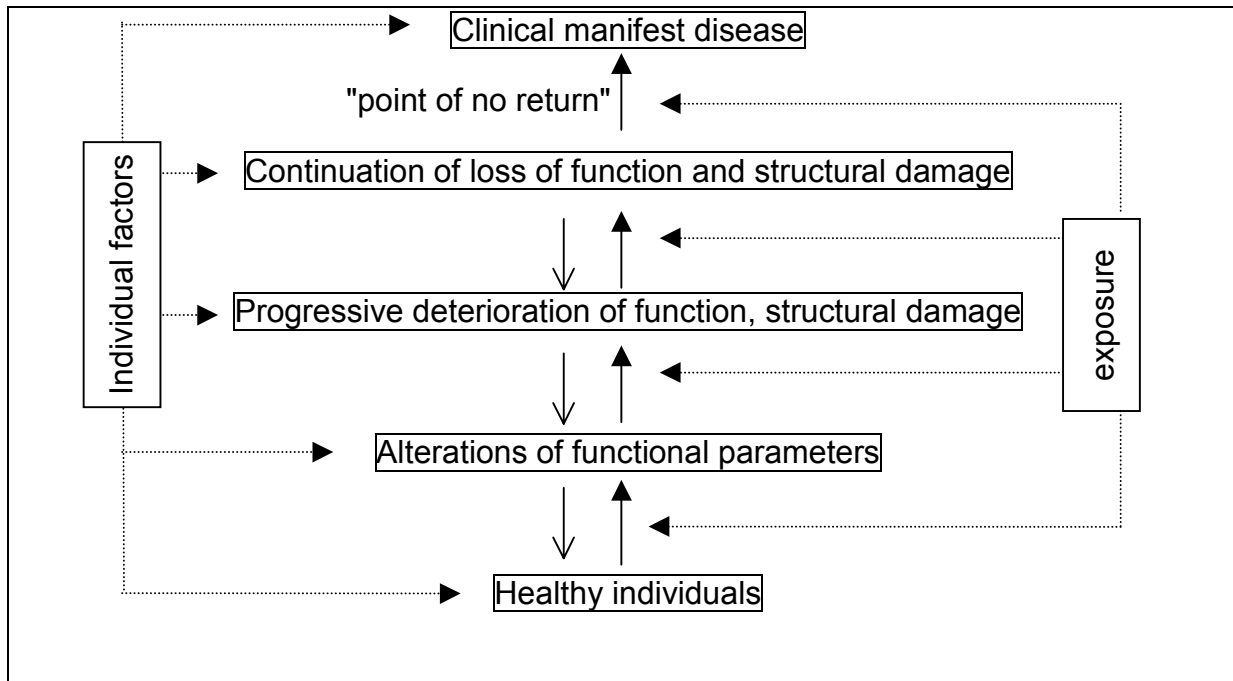 Clinical manifest disease
"point of no return"
Continuation of loss of function and structural damage
Individual factors
exposure
Progressive deterioration of function, structural damage
Alterations of functional parameters
Healthy individuals